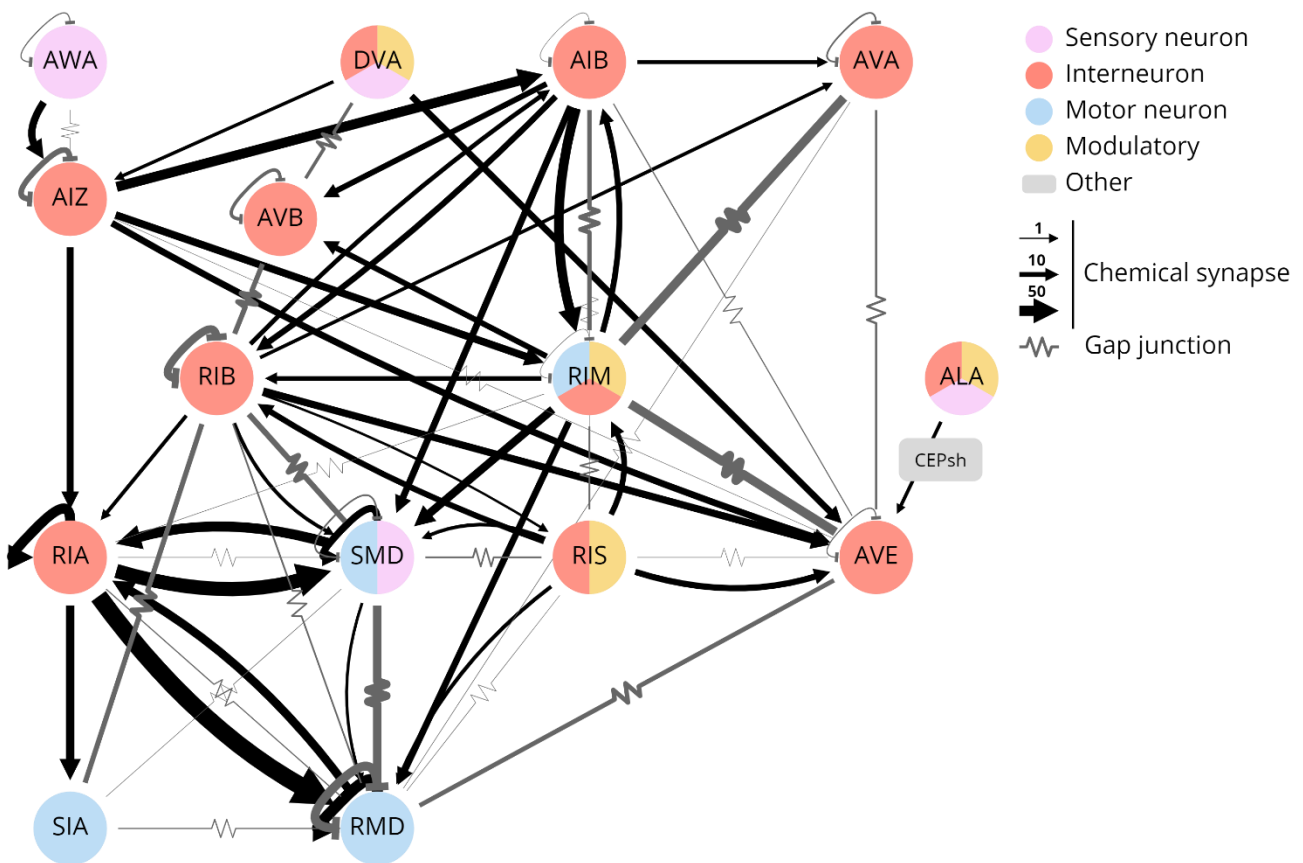 AWA
DVA
AIB
AVA
Sensory neuron
Interneuron
Motor neuron
Modulatory
Other
1
10
50
Chemical synapse
Gap junction
AIZ
AVB
RIB
RIM
ALA
CEPsh
RIA
SMD
RIS
AVE
SIA
RMD